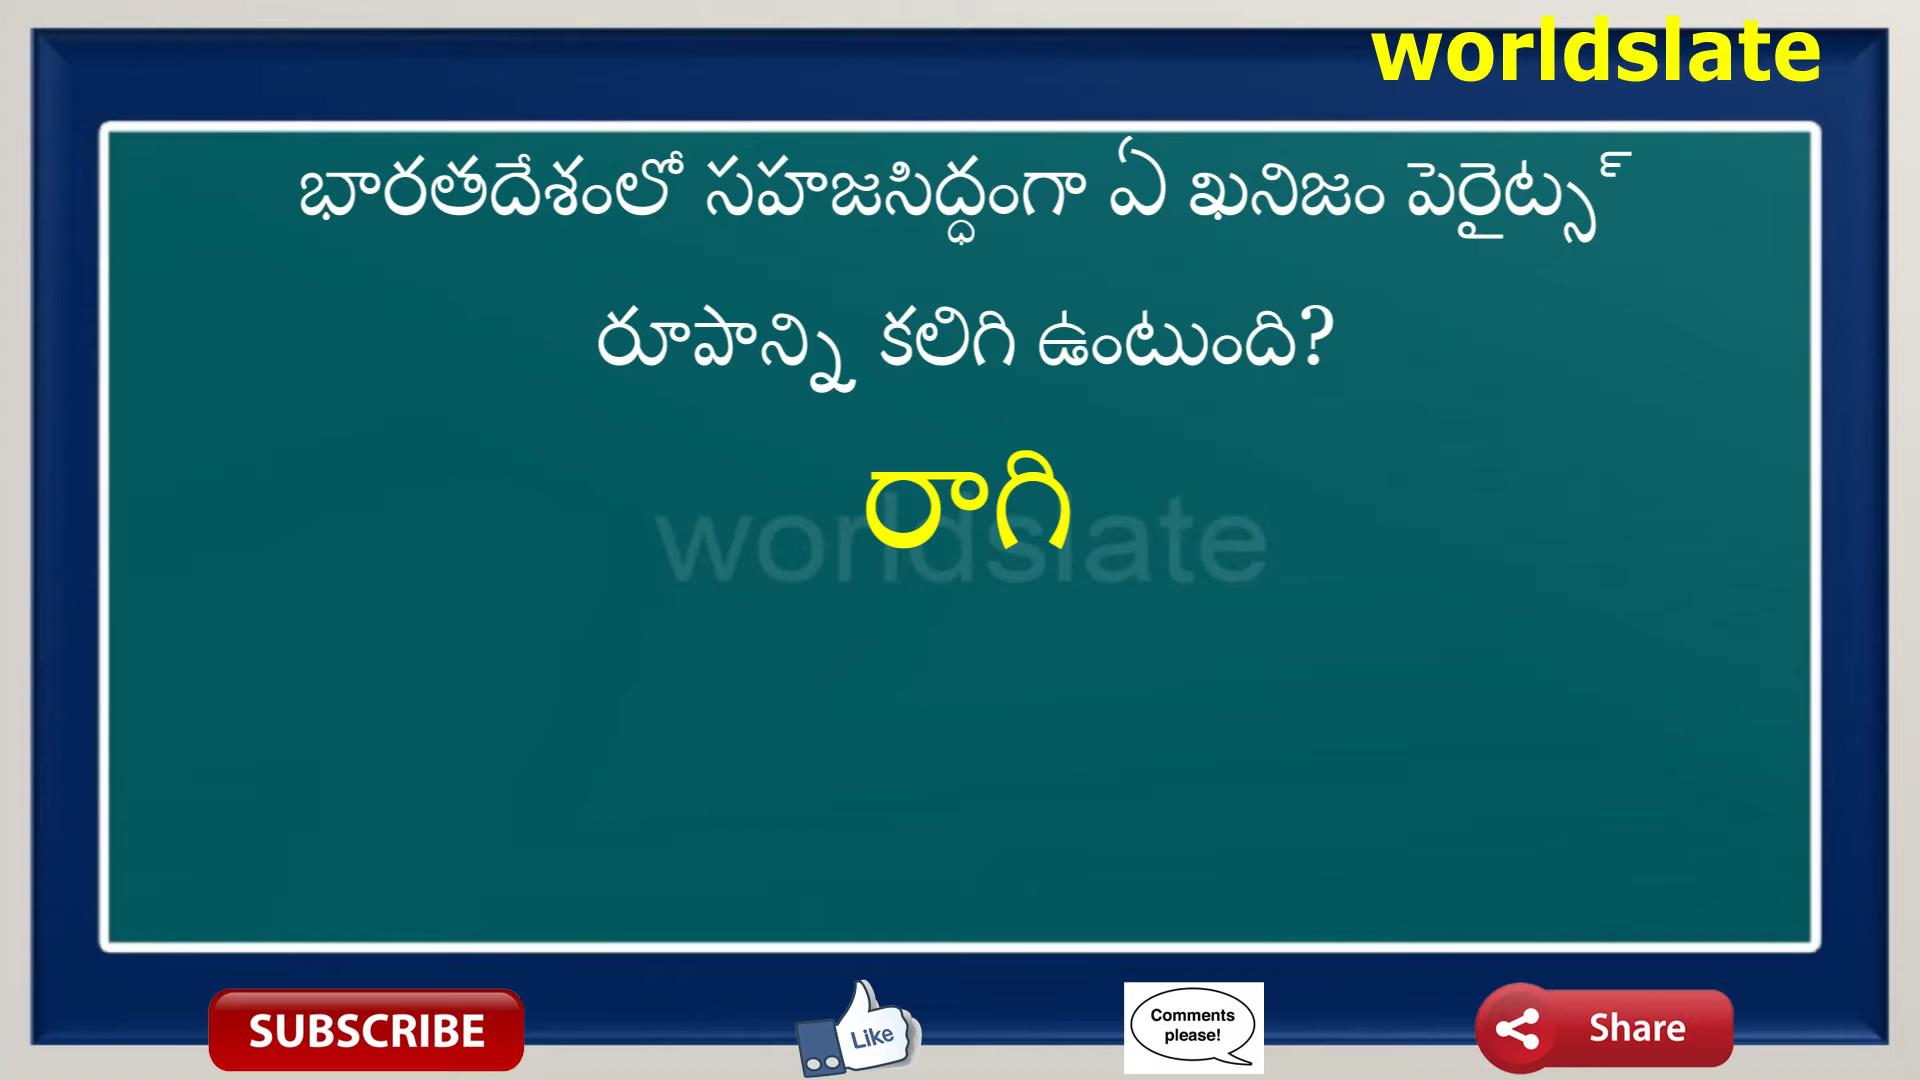 worldslate
భారతదేశంలో సహజసిద్ధంగా ఏ ఖనిజం పెరైట్స్
రూపాన్ని కలిగి ఉంటుంది?
రాగి
worldslate
SUBSCRIBE
Like
Comments
please!
Share